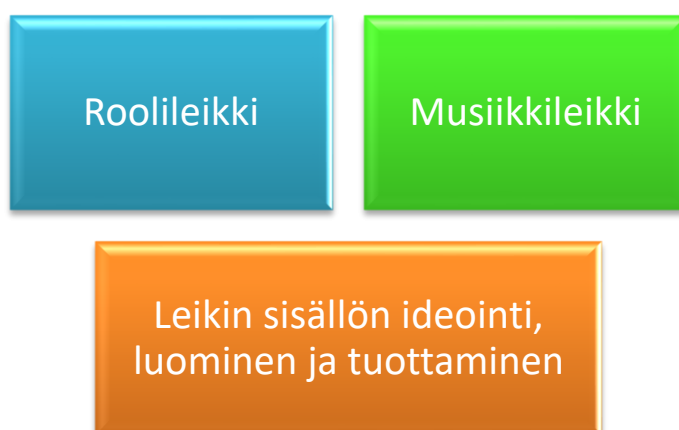 Roolileikki
Musiikkileikki
Leikin sisällön ideointi,
luominen ja tuottaminen